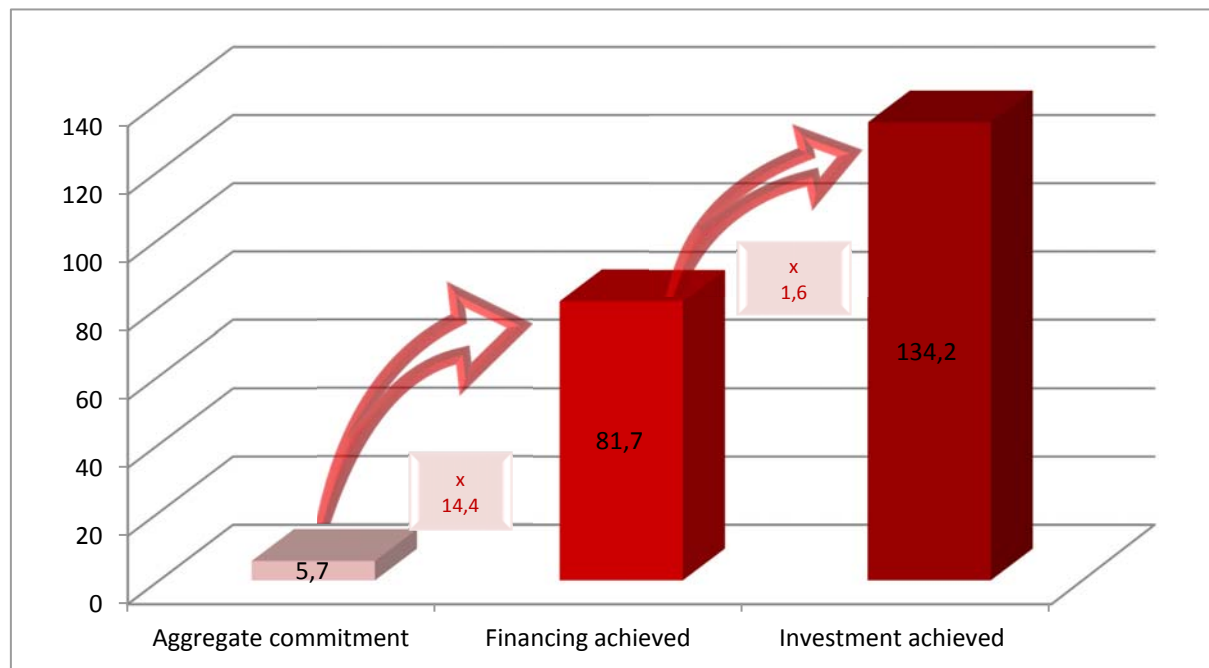 140
120
100
80
60
40
20
0
x
1,6
134,2
81,7
x
14,4
5,7
Aggregate commitment
Financing achieved
Investment achieved